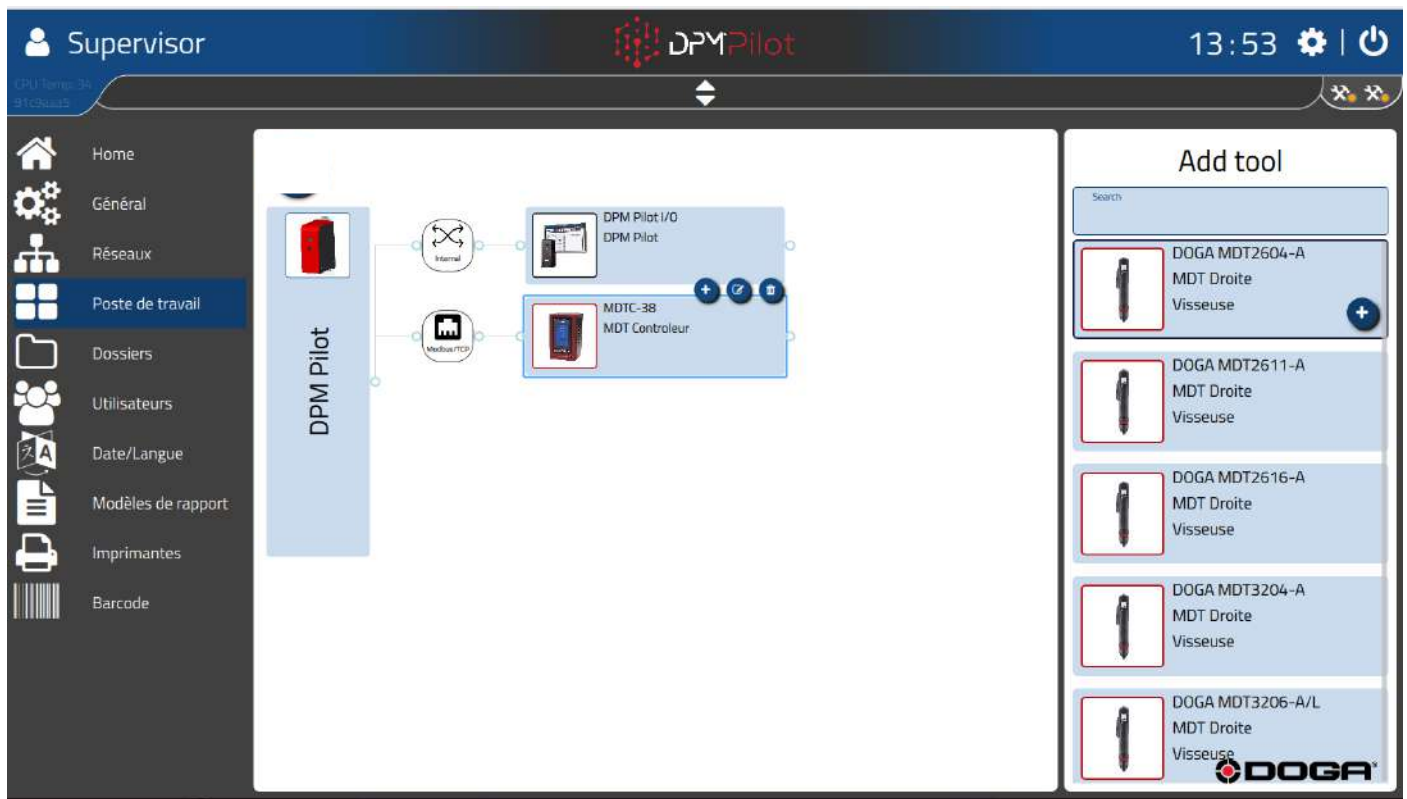 Supervisor
DPMPilot
13:53
CPU Temp: 34
Home
Général
Réseaux
Poste de travail
Dossiers
Utilisateurs
Date/Langue
Modèles de rapport
Imprimantes
Barcode
DPM Pilot
Internal
DPM Pilot I/O
DPM Pilot
Modbus/TCP
MDTC-38
MDT Controleur
Add tool
Search
DOGA MDT2604-A
MDT Droite
Visseuse
DOGA MDT2611-A
MDT Droite
Visseuse
DOGA MDT2616-A
MDT Droite
Visseuse
DOGA MDT3204-A
MDT Droite
Visseuse
DOGA MDT3206-A/L
MDT Droite
Visseuse
DOGA